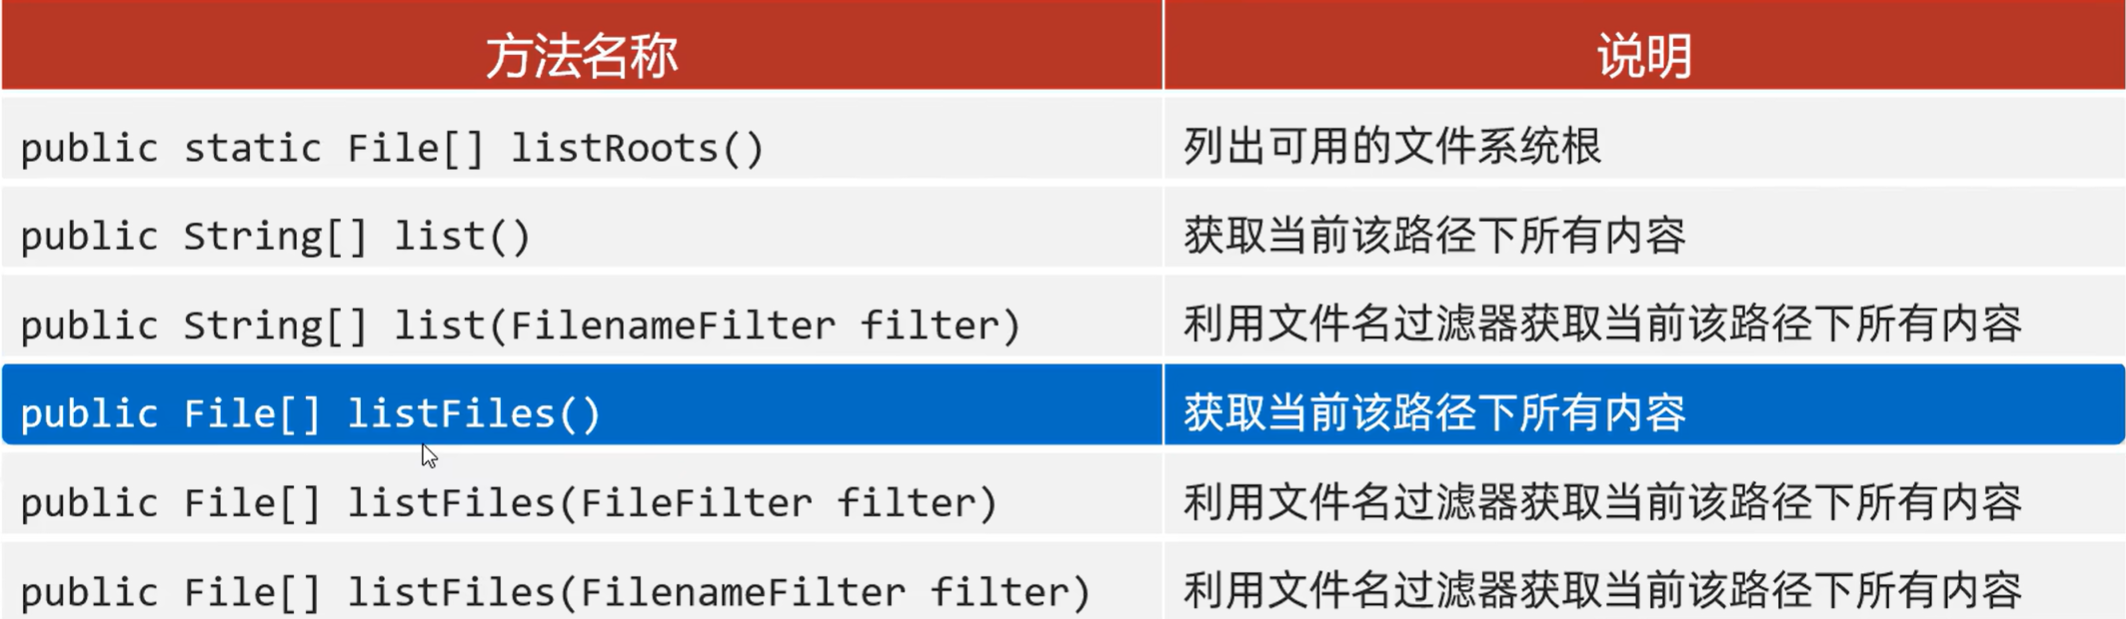 方法名称 说明
public static File[] listRoots() 列出可用的文件系统根
public String[] list() 获取当前该路径下所有内容
public String[] list(FilenameFilter filter) 利用文件名过滤器获取当前该路径下所有内容
public File[] listFiles() 获取当前该路径下所有内容
public File[] listFiles(FileFilter filter) 利用文件名过滤器获取当前该路径下所有内容
public File[] listFiles(FilenameFilter filter) 利用文件名过滤器获取当前该路径下所有内容